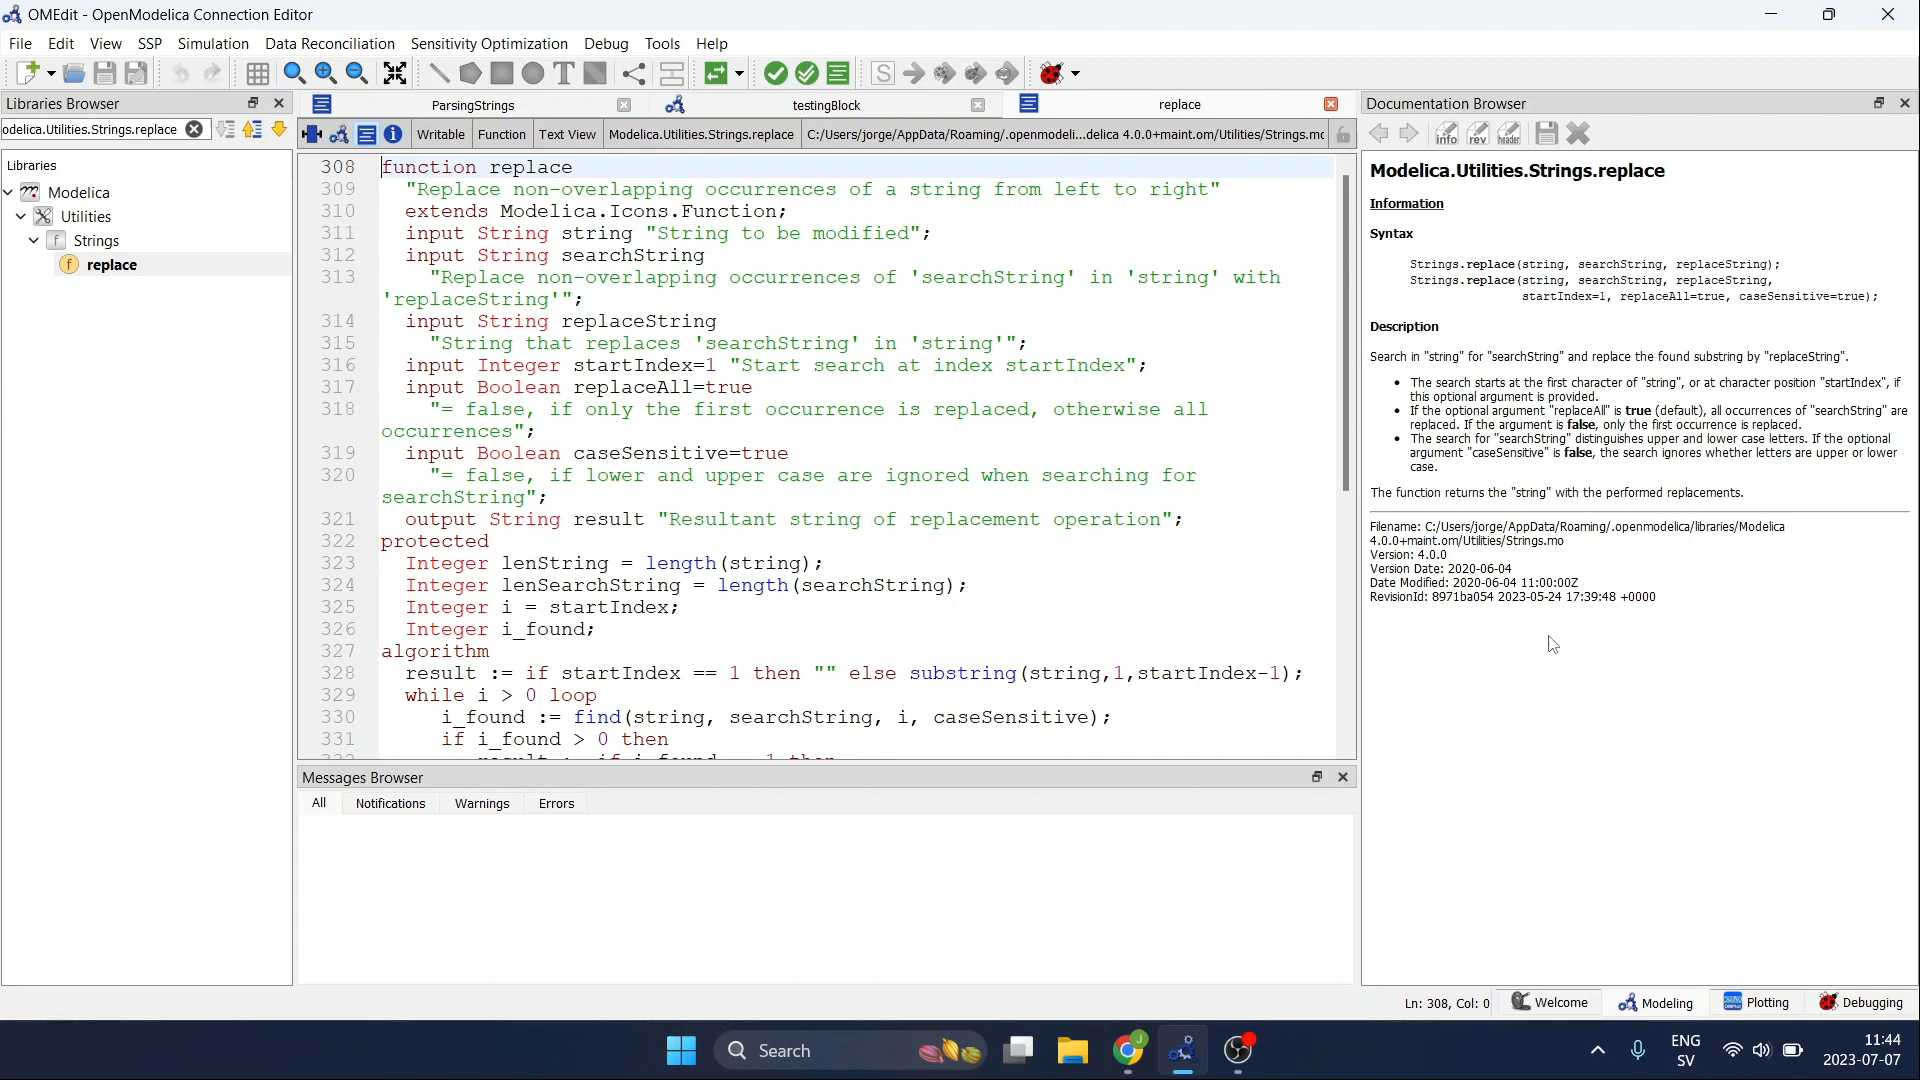 OMEdit - OpenModelica Connection Editor
File Edit View SSP Simulation Data Reconciliation Sensitivity Optimization Debug Tools Help
Libraries Browser
odelica.Utilities.Strings.replace
Libraries
Modelica
Utilities
Strings
replace
ParsingStrings
testingBlock
replace
Writable Function Text View Modelica.Utilities.Strings.replace C:/Users/jorge/AppData/Roaming/.openmodeli...delica 4.0.0+maint.om/Utilities/Strings.mo
308 function replace
309 "Replace non-overlapping occurrences of a string from left to right"
310 extends Modelica.Icons.Function;
311 input String string "String to be modified";
312 input String searchString
313 "Replace non-overlapping occurrences of 'searchString' in 'string' with
'replaceString'";
314 input String replaceString
315 "String that replaces 'searchString' in 'string'";
316 input Integer startIndex=1 "Start search at index startIndex";
317 input Boolean replaceAll=true
318 "= false, if only the first occurrence is replaced, otherwise all
occurrences";
319 input Boolean caseSensitive=true
320 "= false, if lower and upper case are ignored when searching for
searchString";
321 output String result "Resultant string of replacement operation";
322 protected
323 Integer lenString = length(string);
324 Integer lenSearchString = length(searchString);
325 Integer i = startIndex;
326 Integer i_found;
327 algorithm
328 result := if startIndex == 1 then "" else substring(string,1,startIndex-1);
329 while i > 0 loop
330 i_found := find(string, searchString, i, caseSensitive);
331 if i_found > 0 then
Messages Browser
All Notifications Warnings Errors
Documentation Browser
info rev header
Modelica.Utilities.Strings.replace
Information
Syntax
Strings.replace(string, searchString, replaceString);
Strings.replace(string, searchString, replaceString,
startIndex=1, replaceAll=true, caseSensitive=true);
Description
Search in "string" for "searchString" and replace the found substring by "replaceString".
• The search starts at the first character of "string", or at character position "startIndex", if
this optional argument is provided.
• If the optional argument "replaceAll" is true (default), all occurrences of "searchString" are
replaced. If the argument is false, only the first occurrence is replaced.
• The search for "searchString" distinguishes upper and lower case letters. If the optional
argument "caseSensitive" is false, the search ignores whether letters are upper or lower
case.
The function returns the "string" with the performed replacements.
Filename: C:/Users/jorge/AppData/Roaming/.openmodelica/libraries/Modelica
4.0.0+maint.om/Utilities/Strings.mo
Version: 4.0.0
Version Date: 2020-06-04
Date Modified: 2020-06-04 11:00:00Z
RevisionId: 8971ba054 2023-05-24 17:39:48 +0000
Ln: 308, Col: 0 Welcome Modeling Plotting Debugging
Search
ENG
SV
11:44
2023-07-07